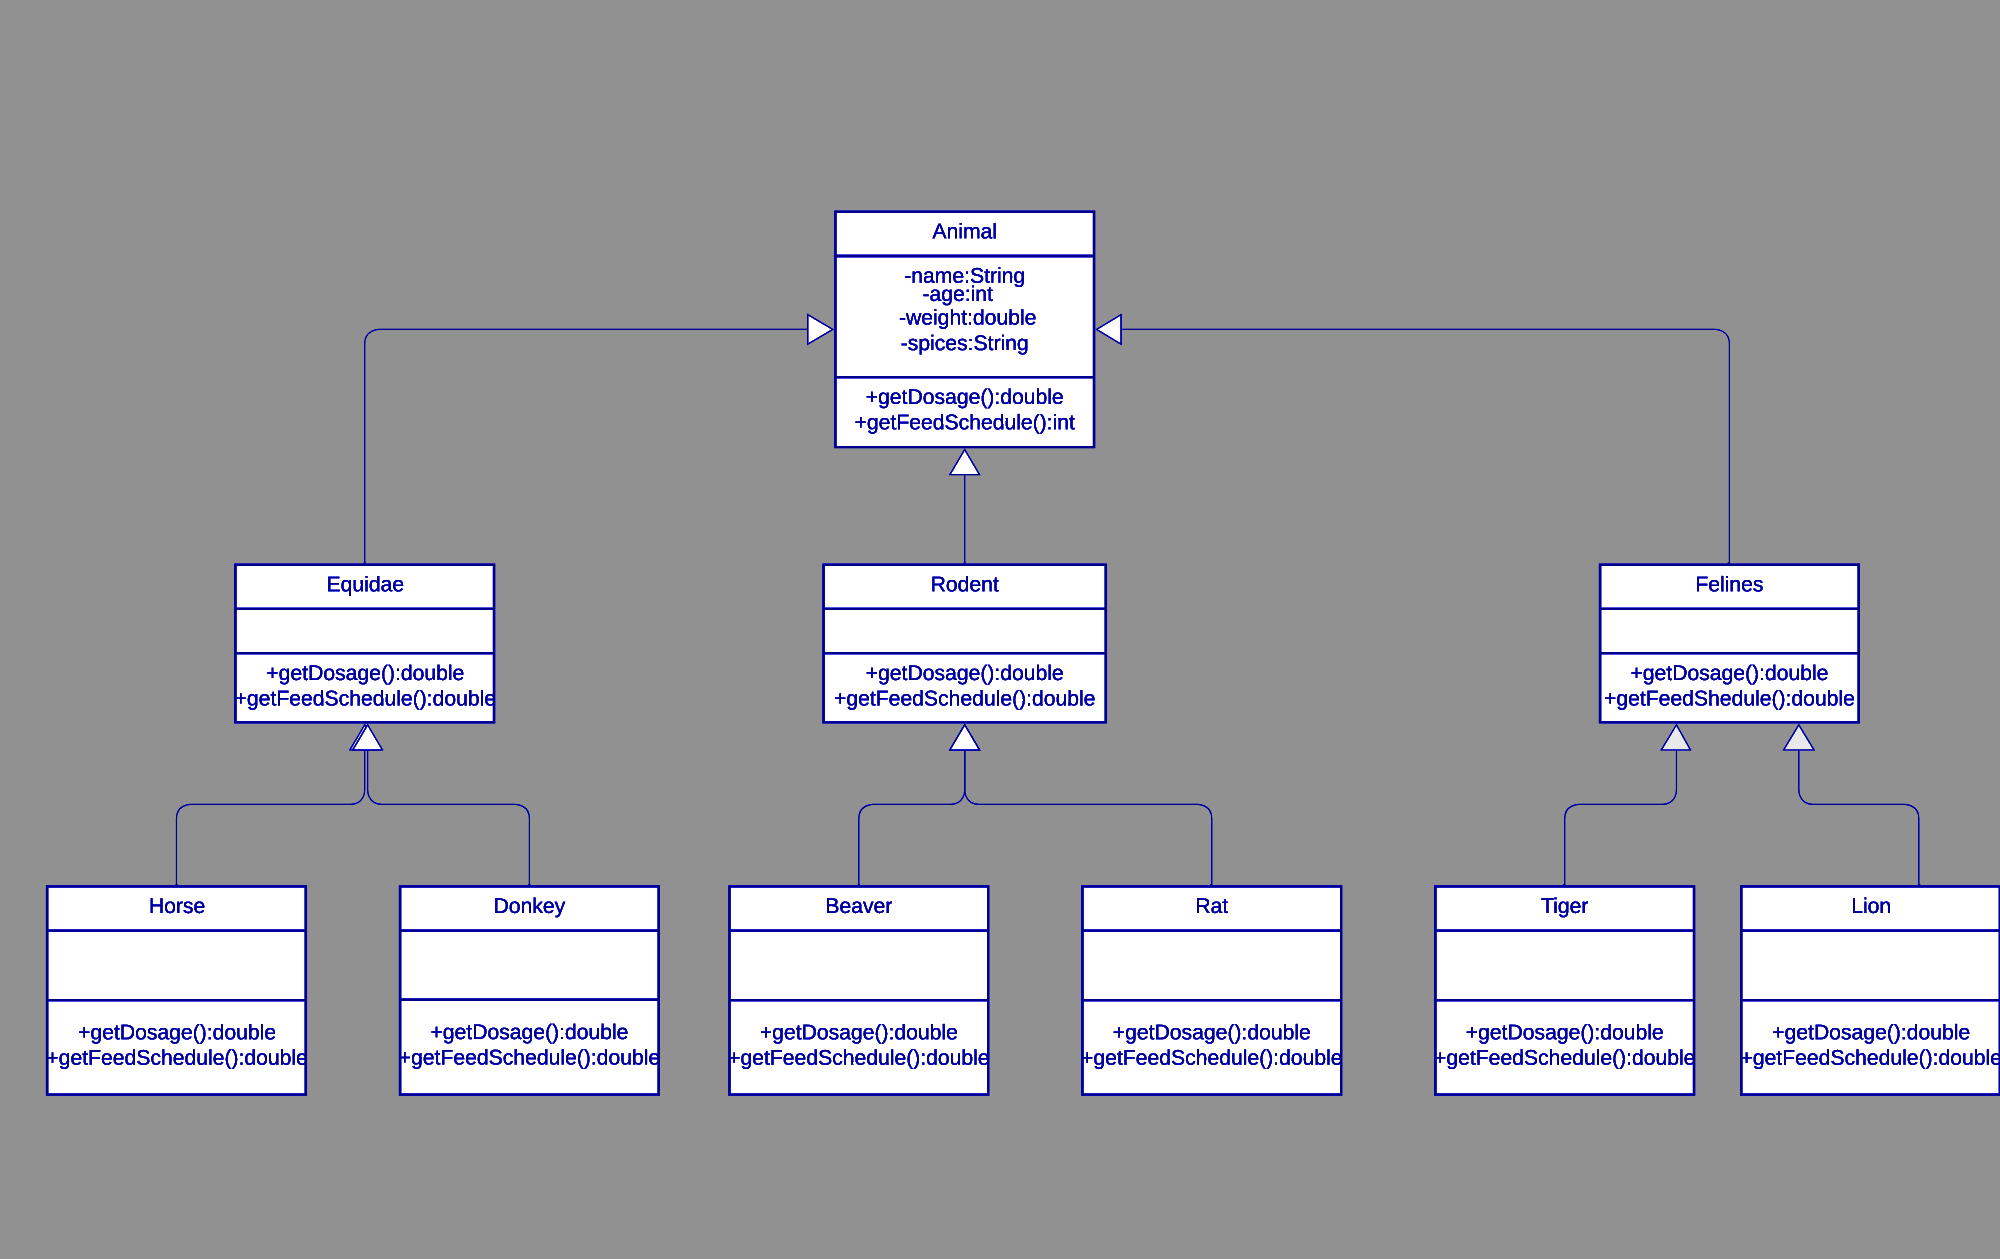 Animal
-name:String
-age:int
-weight:double
-spices:String
+getDosage():double
+getFeedSchedule():int
Equidae
+getDosage():double
+getFeedSchedule():double
Rodent
+getDosage():double
+getFeedSchedule():double
Felines
+getDosage():double
+getFeedShedule():double
Horse
+getDosage():double
+getFeedSchedule():double
Donkey
+getDosage():double
+getFeedSchedule():double
Beaver
+getDosage():double
+getFeedSchedule():double
Rat
+getDosage():double
+getFeedSchedule():double
Tiger
+getDosage():double
+getFeedSchedule():double
Lion
+getDosage():double
+getFeedSchedule():double